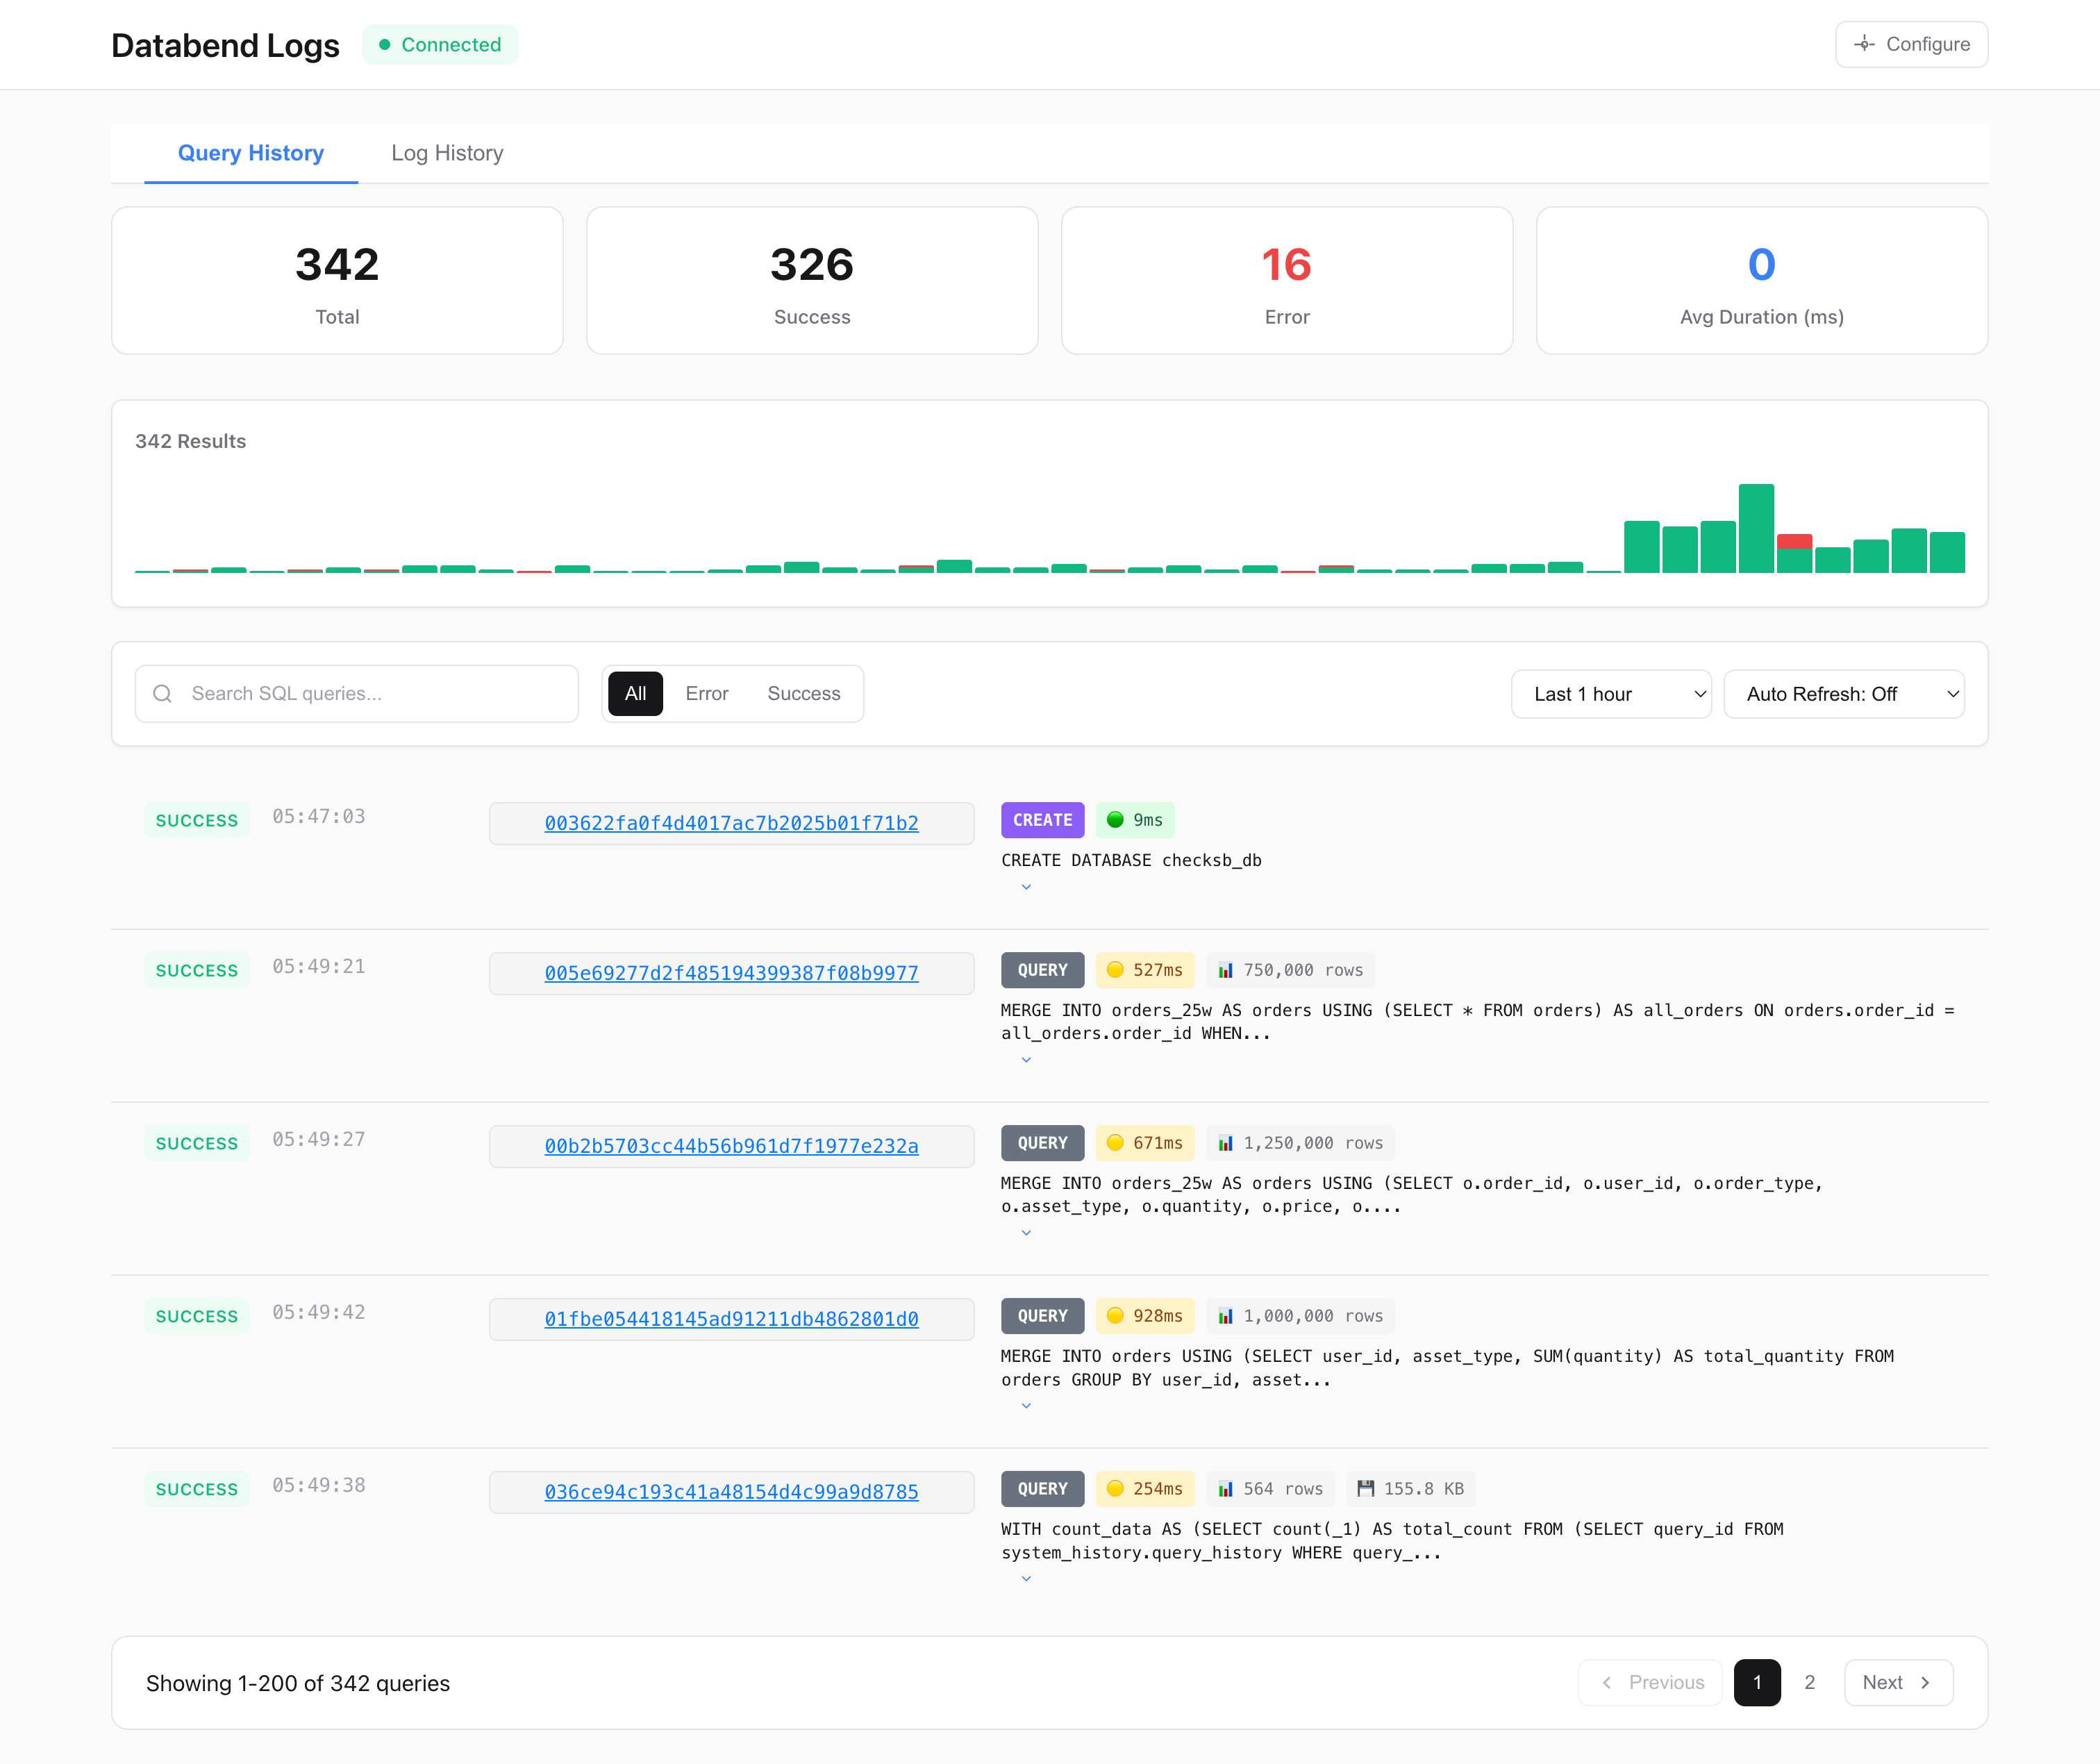 Databend Logs
Connected
Configure
Query History
Log History
342
Total
326
Success
16
Error
0
Avg Duration (ms)
342 Results
Search SQL queries...
All
Error
Success
Last 1 hour
Auto Refresh: Off
SUCCESS
05:47:03
003622fa0f4d4017ac7b2025b01f71b2
CREATE
9ms
CREATE DATABASE checksb_db
SUCCESS
05:49:21
005e69277d2f485194399387f08b9977
QUERY
527ms
750,000 rows
MERGE INTO orders_25w AS orders USING (SELECT * FROM orders) AS all_orders ON orders.order_id =
all_orders.order_id WHEN...
SUCCESS
05:49:27
00b2b5703cc44b56b961d7f1977e232a
QUERY
671ms
1,250,000 rows
MERGE INTO orders_25w AS orders USING (SELECT o.order_id, o.user_id, o.order_type,
o.asset_type, o.quantity, o.price, o....
SUCCESS
05:49:42
01fbe054418145ad91211db4862801d0
QUERY
928ms
1,000,000 rows
MERGE INTO orders USING (SELECT user_id, asset_type, SUM(quantity) AS total_quantity FROM
orders GROUP BY user_id, asset...
SUCCESS
05:49:38
036ce94c193c41a48154d4c99a9d8785
QUERY
254ms
564 rows
155.8 KB
WITH count_data AS (SELECT count(_1) AS total_count FROM (SELECT query_id FROM
system_history.query_history WHERE query_...
Showing 1-200 of 342 queries
Previous
1
2
Next